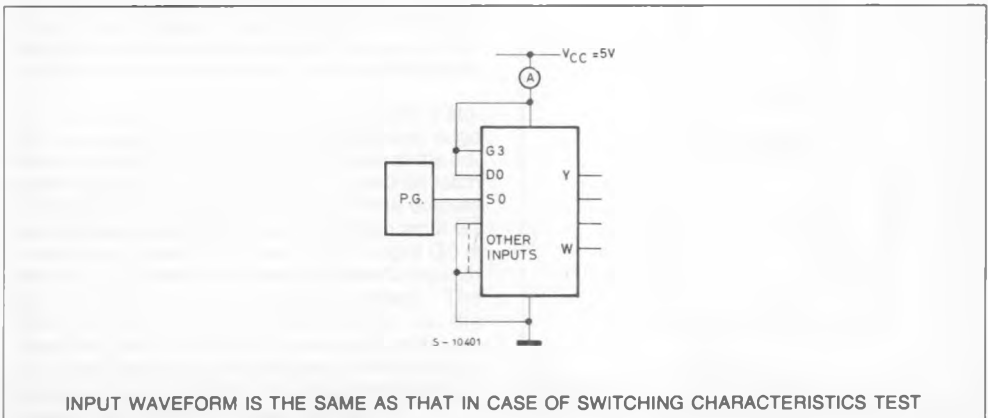 VCC =5V
A
G3
D0
Y
P.G.
S0
OTHER
INPUTS
W
S – 10401
INPUT WAVEFORM IS THE SAME AS THAT IN CASE OF SWITCHING CHARACTERISTICS TEST